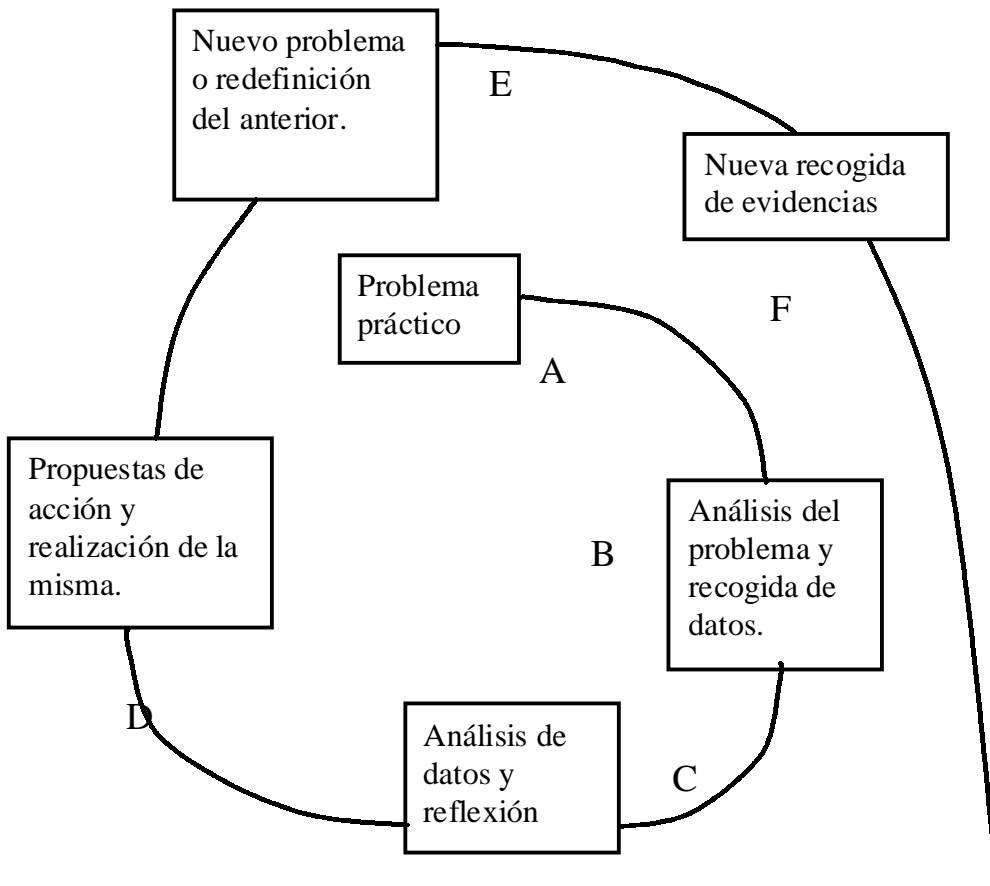 Nuevo problema
o redefinición
del anterior.
E
Nueva recogida
de evidencias
Problema
práctico
F
A
Propuestas de
acción y
realización de la
misma.
B
Análisis del
problema y
recogida de
datos.
D
Análisis de
datos y
reflexión
C